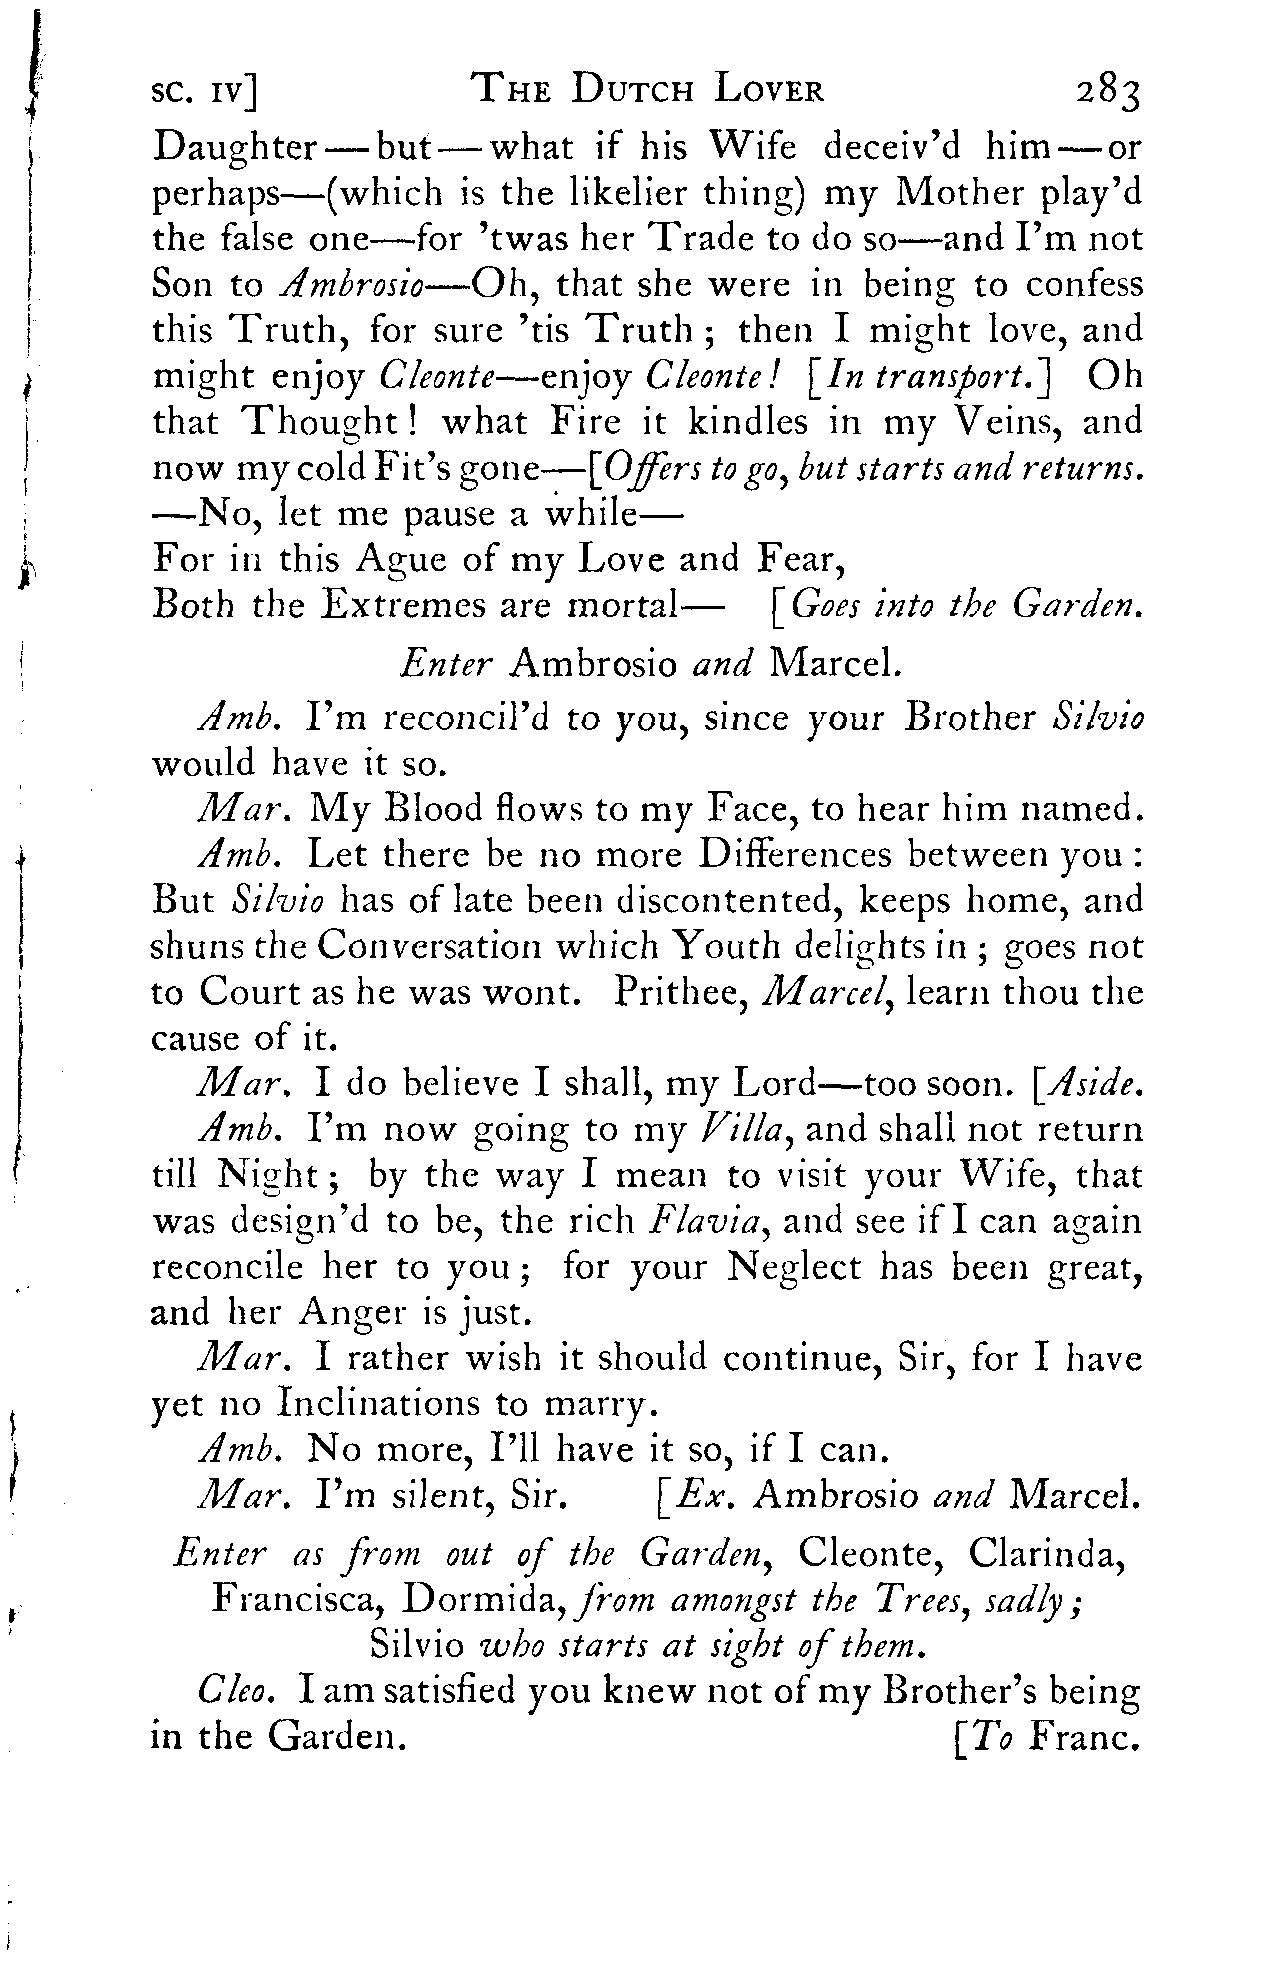 SC. IV] THE DUTCH LOVER 283
Daughter—but—what if his Wife deceiv'd him—or
perhaps—(which is the likelier thing) my Mother play'd
the false one—for 'twas her Trade to do so—and I'm not
Son to Ambrosio—Oh, that she were in being to confess
this Truth, for sure 'tis Truth ; then I might love, and
might enjoy Cleonte—enjoy Cleonte! [In transport.] Oh
that Thought! what Fire it kindles in my Veins, and
now my cold Fit's gone—[Offers to go, but starts and returns.
—No, let me pause a while—
For in this Ague of my Love and Fear,
Both the Extremes are mortal— [Goes into the Garden.
Enter Ambrosio and Marcel.
Amb. I'm reconcil'd to you, since your Brother Silvio
would have it so.
Mar. My Blood flows to my Face, to hear him named.
Amb. Let there be no more Differences between you :
But Silvio has of late been discontented, keeps home, and
shuns the Conversation which Youth delights in ; goes not
to Court as he was wont. Prithee, Marcel, learn thou the
cause of it.
Mar. I do believe I shall, my Lord—too soon. [Aside.
Amb. I'm now going to my Villa, and shall not return
till Night ; by the way I mean to visit your Wife, that
was design'd to be, the rich Flavia, and see if I can again
reconcile her to you ; for your Neglect has been great,
and her Anger is just.
Mar. I rather wish it should continue, Sir, for I have
yet no Inclinations to marry.
Amb. No more, I'll have it so, if I can.
Mar. I'm silent, Sir. [Ex. Ambrosio and Marcel.
Enter as from out of the Garden, Cleonte, Clarinda,
Francisca, Dormida, from amongst the Trees, sadly ;
Silvio who starts at sight of them.
Cleo. I am satisfied you knew not of my Brother's being
in the Garden. [To Franc.